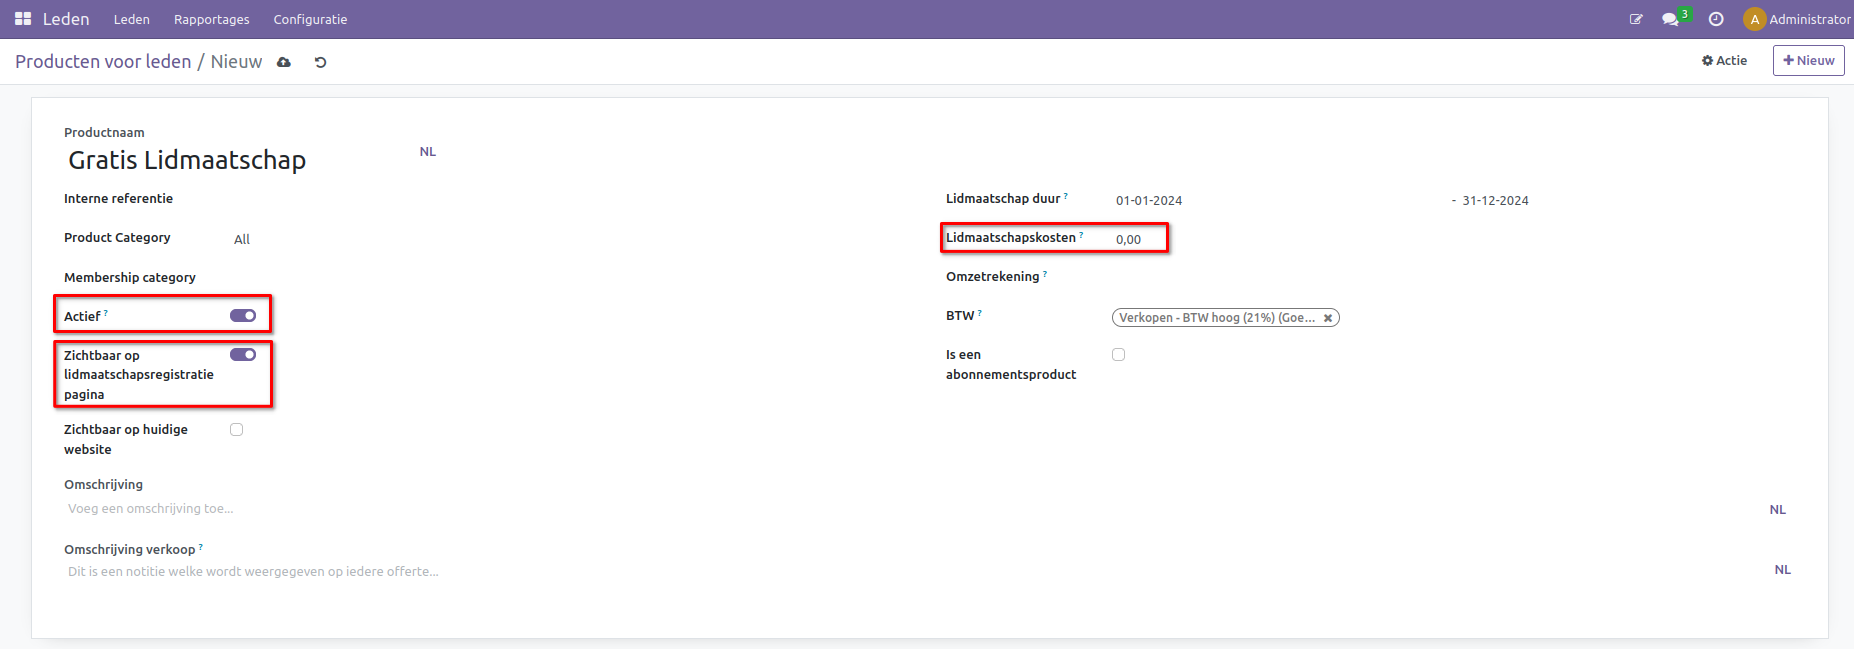 Leden Leden Rapportages Configuratie 3 A Administrator
Producten voor leden / Nieuw Actie Nieuw
Productnaam
Gratis Lidmaatschap NL
Interne referentie
Product Category All
Membership category
Actief ?
Zichtbaar op
lidmaatschapsregistratie
pagina
Zichtbaar op huidige
website
Lidmaatschap duur ? 01-01-2024 - 31-12-2024
Lidmaatschapskosten ? 0,00
Omzetrekening ?
BTW ? Verkopen - BTW hoog (21%) (Goe...
Is een
abonnementsproduct
Omschrijving
Voeg een omschrijving toe... NL
Omschrijving verkoop ?
Dit is een notitie welke wordt weergegeven op iedere offerte... NL